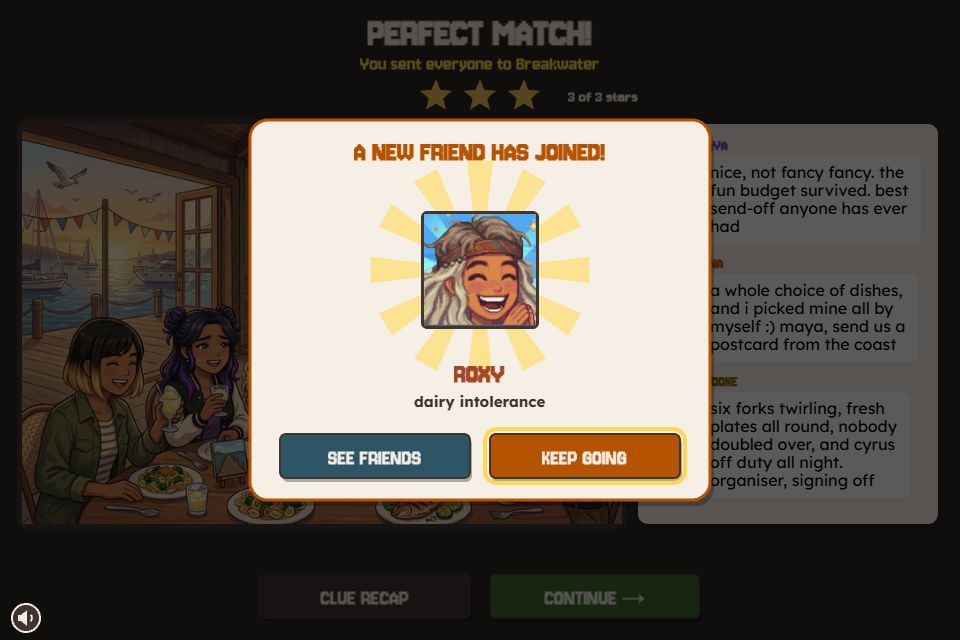 PERFECT MATCH!
You sent everyone to Breakwater
3 of 3 stars
A NEW FRIEND HAS JOINED!
ROXY
dairy intolerance
SEE FRIENDS
KEEP GOING
nice, not fancy fancy. the
fun budget survived. best
send-off anyone has ever
had
a whole choice of dishes,
and i picked mine all by
myself :) maya, send us a
postcard from the coast
six forks twirling, fresh
plates all round, nobody
doubled over, and cyrus
off duty all night.
organiser, signing off
CLUE RECAP
CONTINUE →